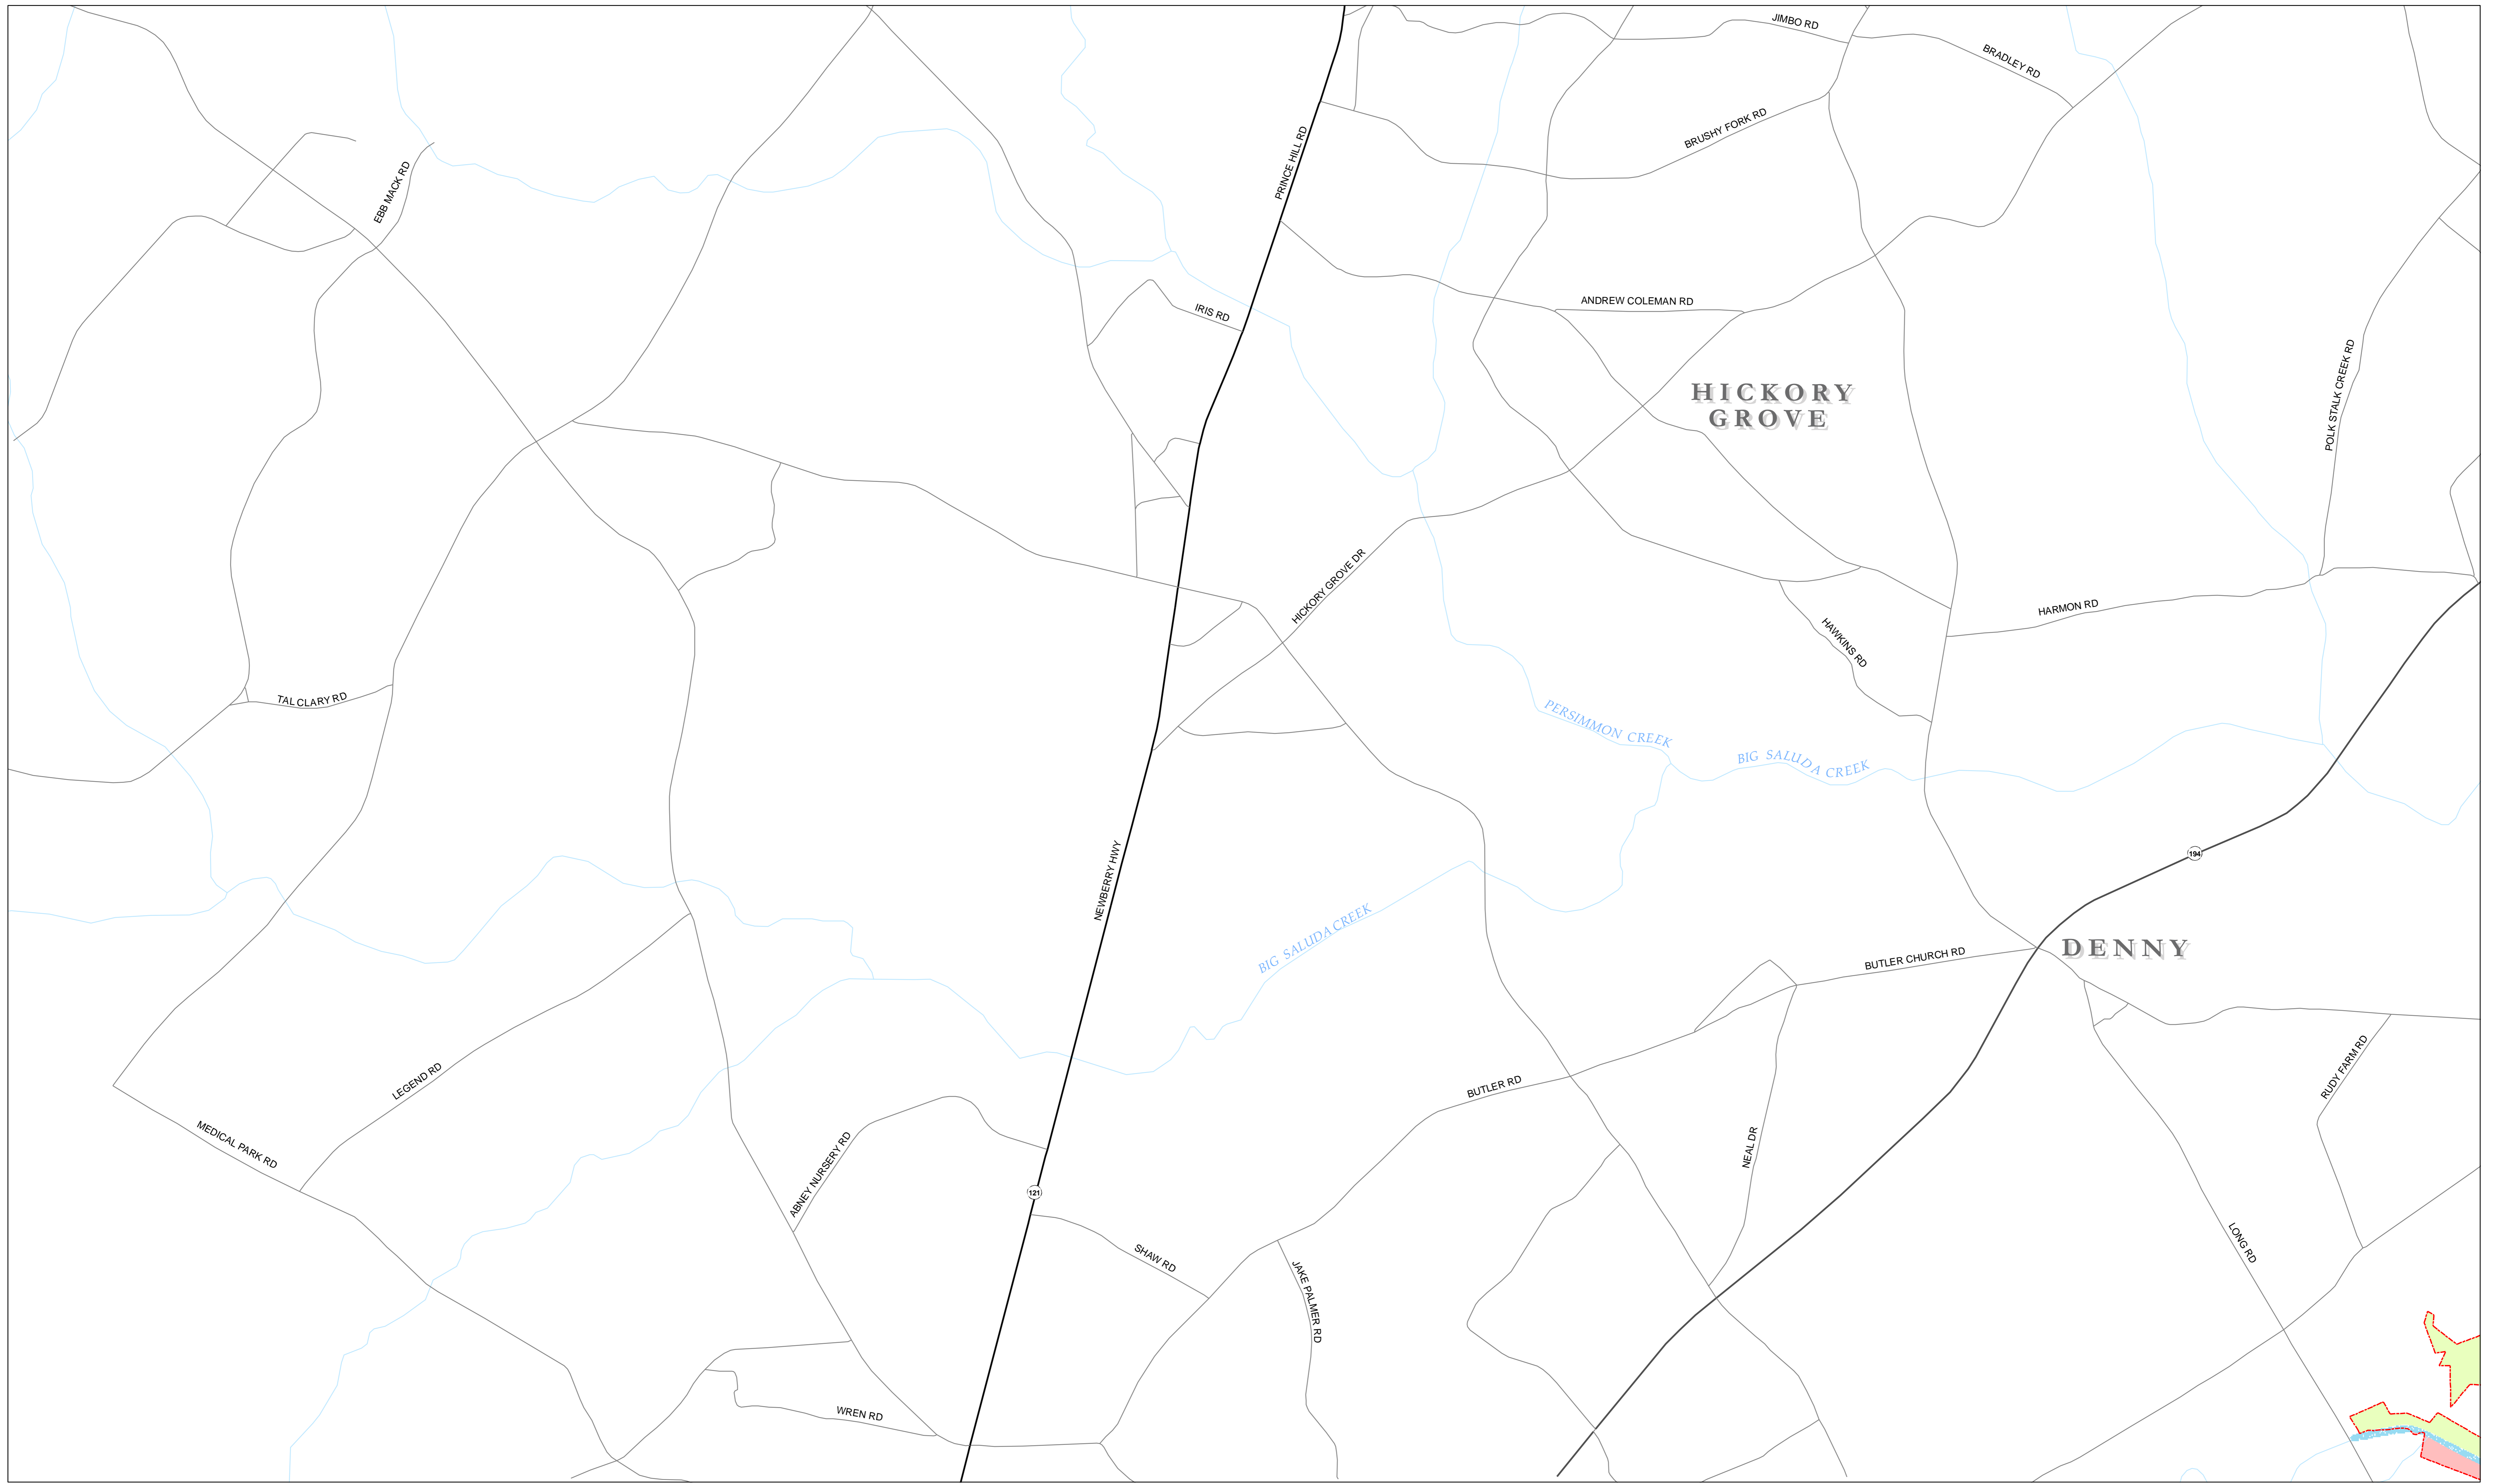 JIMBO RD
BRADLEY RD
BRUSHY FORK RD
PRINCE HILL RD
EBB MACK RD
IRIS RD
ANDREW COLEMAN RD
HICKORY
GROVE
POLK STALK CREEK RD
HICKORY GROVE DR
HARMON RD
HAWKINS RD
TAL CLARY RD
PERSIMMON CREEK
BIG SALUDA CREEK
194
NEWBERRY HWY
BIG SALUDA CREEK
DENNY
BUTLER CHURCH RD
LEGEND RD
BUTLER RD
RUDY FARM RD
MEDICAL PARK RD
NEAL DR
ABNEY NURSERY RD
121
LONG RD
SHAW RD
JAKE PALMER RD
WREN RD